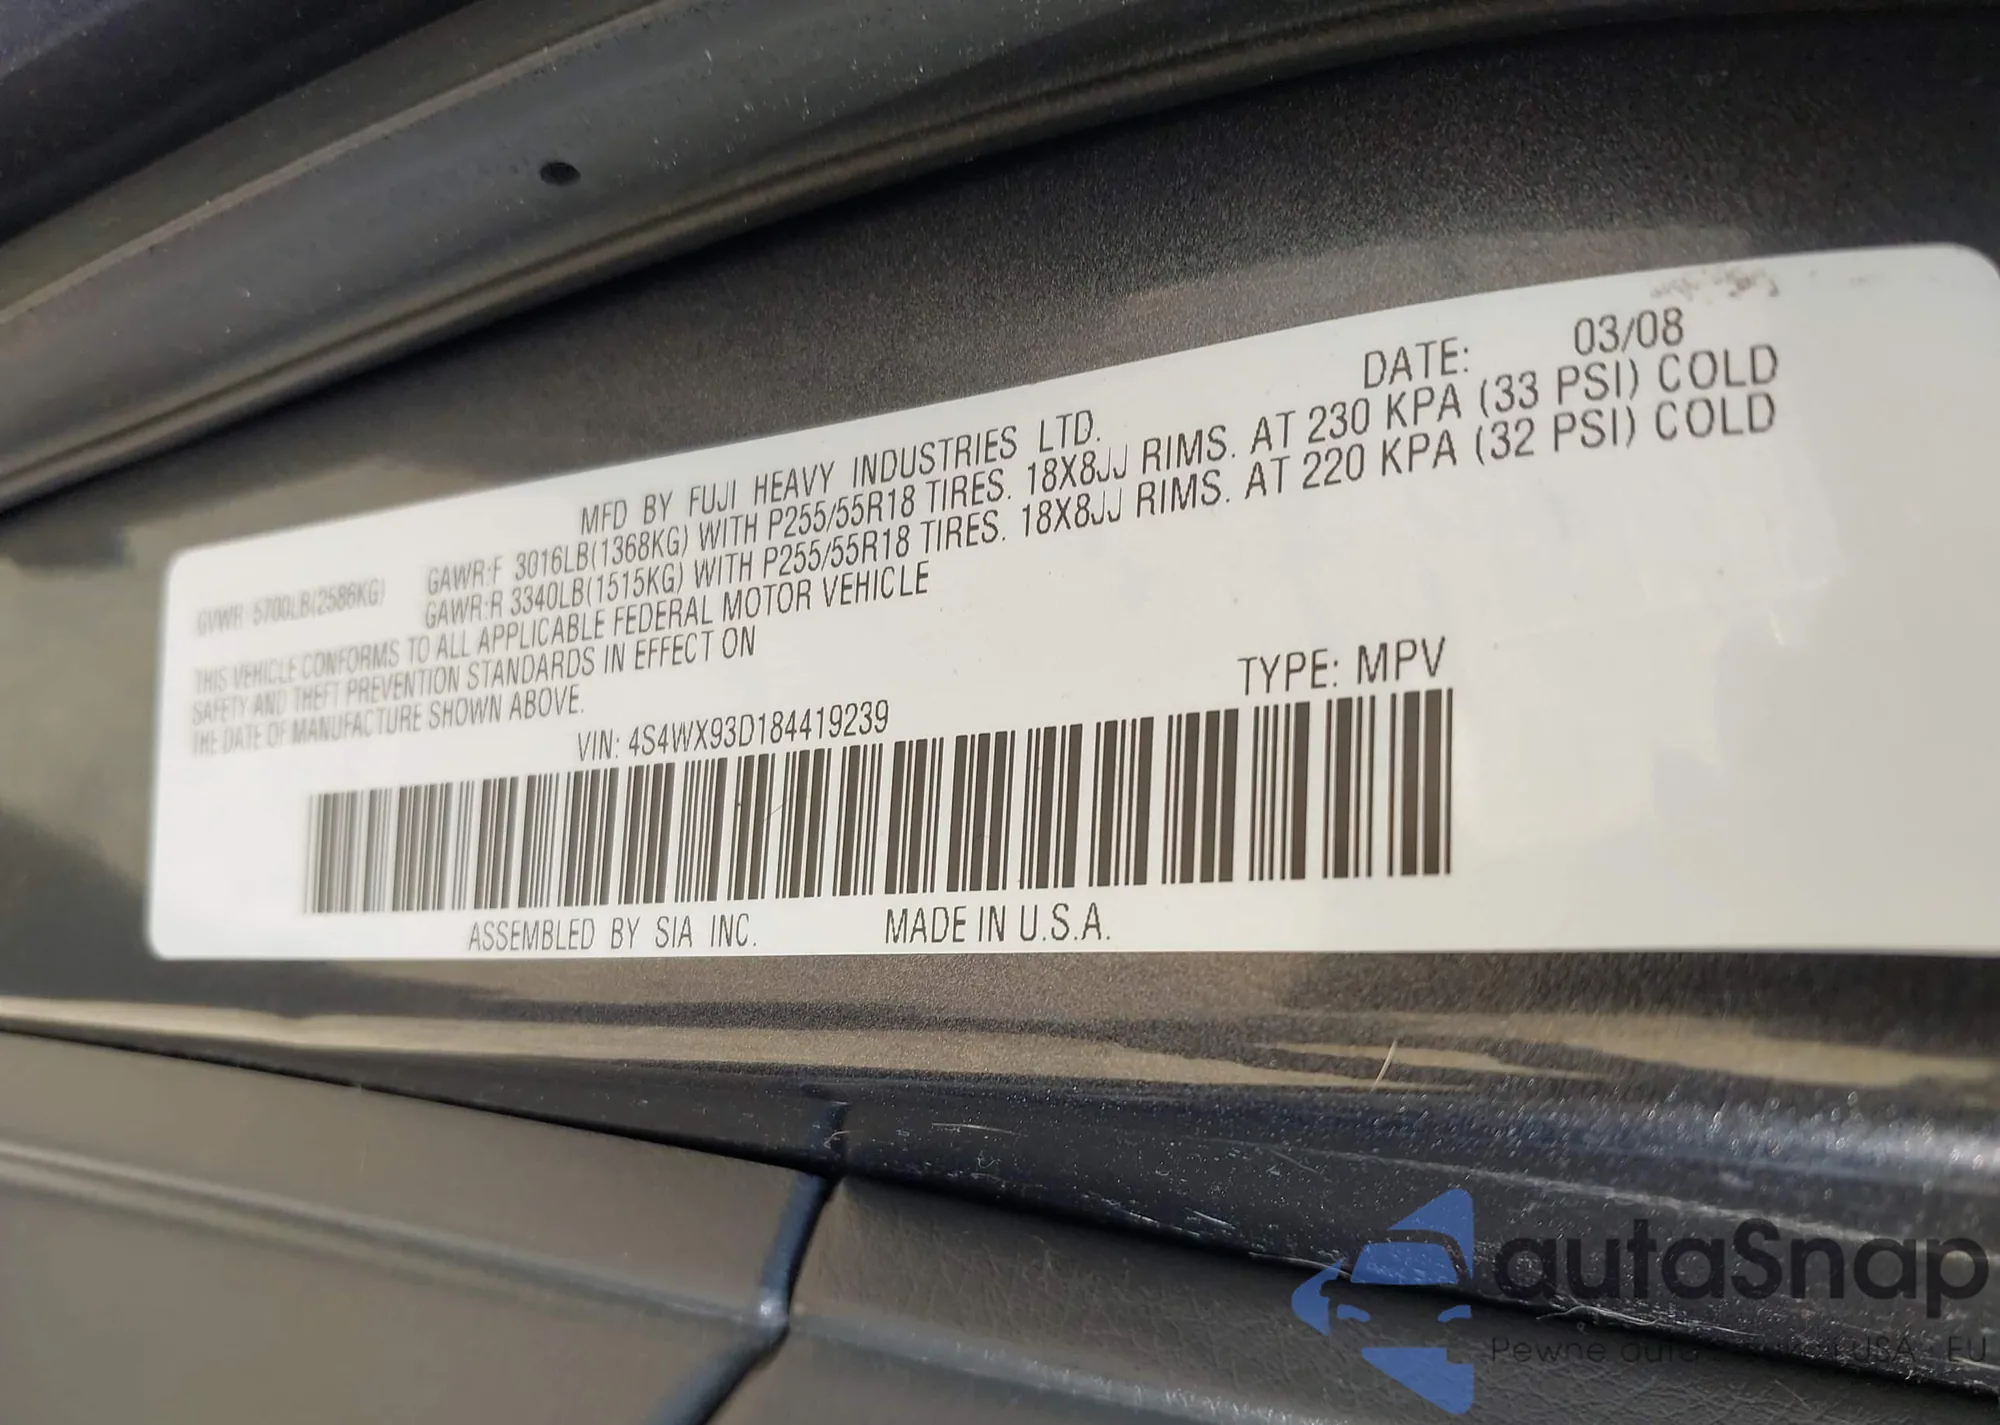 MFD BY FUJI HEAVY INDUSTRIES LTD. DATE: 03/08
GVWR: 5700LB(2586KG) GAWR:F 3016LB(1368KG) WITH P255/55R18 TIRES. 18X8JJ RIMS. AT 230 KPA (33 PSI) COLD
GAWR:R 3340LB(1515KG) WITH P255/55R18 TIRES. 18X8JJ RIMS. AT 220 KPA (32 PSI) COLD
THIS VEHICLE CONFORMS TO ALL APPLICABLE FEDERAL MOTOR VEHICLE
SAFETY AND THEFT PREVENTION STANDARDS IN EFFECT ON
THE DATE OF MANUFACTURE SHOWN ABOVE.
VIN: 4S4WX93D184419239 TYPE: MPV
ASSEMBLED BY SIA INC. MADE IN U.S.A.
autaSnap
Pewne auta USA EU